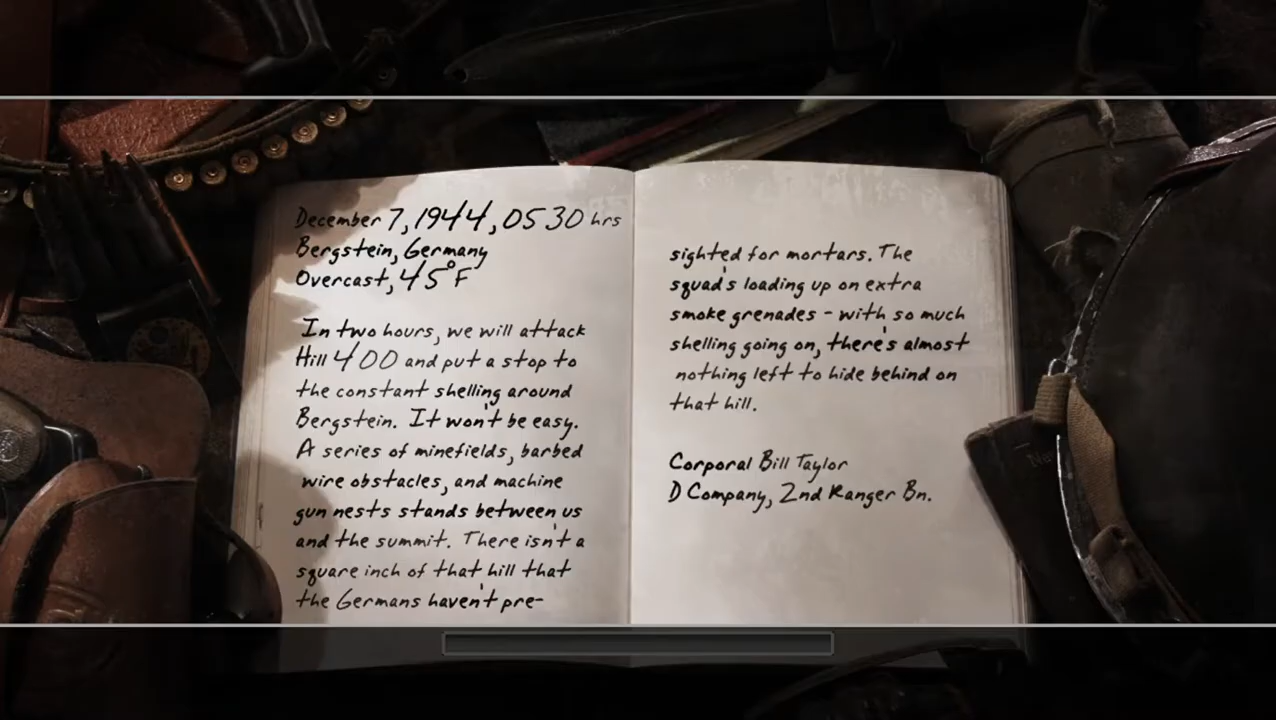 December 7, 1944, 0530 hrs
Bergstein, Germany
Overcast, 45°F
In two hours, we will attack
Hill 400 and put a stop to
the constant shelling around
Bergstein. It won't be easy.
A series of minefields, barbed
wire obstacles, and machine
gun nests stands between us
and the summit. There isn't a
square inch of that hill that
the Germans haven't pre-
sighted for mortars. The
squad's loading up on extra
smoke grenades - with so much
shelling going on, there's almost
nothing left to hide behind on
that hill.
Corporal Bill Taylor
D Company, 2nd Ranger Bn.